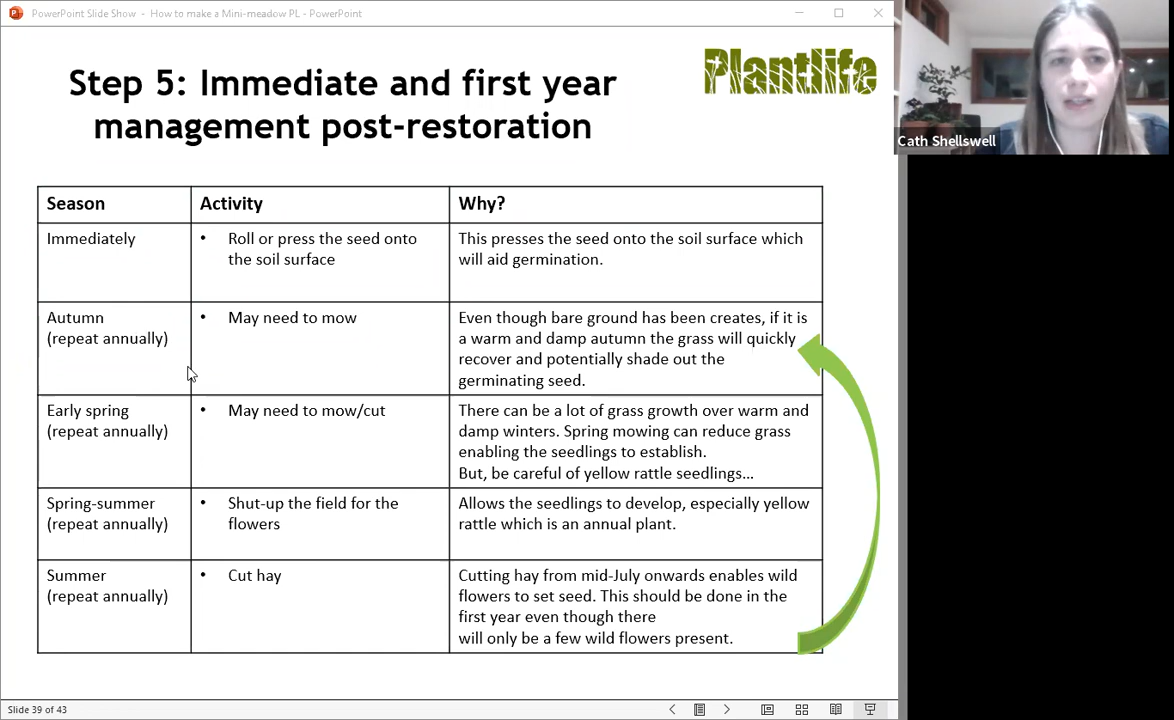 PowerPoint Slide Show - How to make a Mini-meadow PL - PowerPoint
Step 5: Immediate and first year
management post-restoration
Plantlife
Cath Shellswell
Season
Activity
Why?
Immediately
• Roll or press the seed onto
the soil surface
This presses the seed onto the soil surface which
will aid germination.
Autumn
(repeat annually)
• May need to mow
Even though bare ground has been creates, if it is
a warm and damp autumn the grass will quickly
recover and potentially shade out the
germinating seed.
Early spring
(repeat annually)
• May need to mow/cut
There can be a lot of grass growth over warm and
damp winters. Spring mowing can reduce grass
enabling the seedlings to establish.
But, be careful of yellow rattle seedlings...
Spring-summer
(repeat annually)
• Shut-up the field for the
flowers
Allows the seedlings to develop, especially yellow
rattle which is an annual plant.
Summer
(repeat annually)
• Cut hay
Cutting hay from mid-July onwards enables wild
flowers to set seed. This should be done in the
first year even though there
will only be a few wild flowers present.
Slide 39 of 43